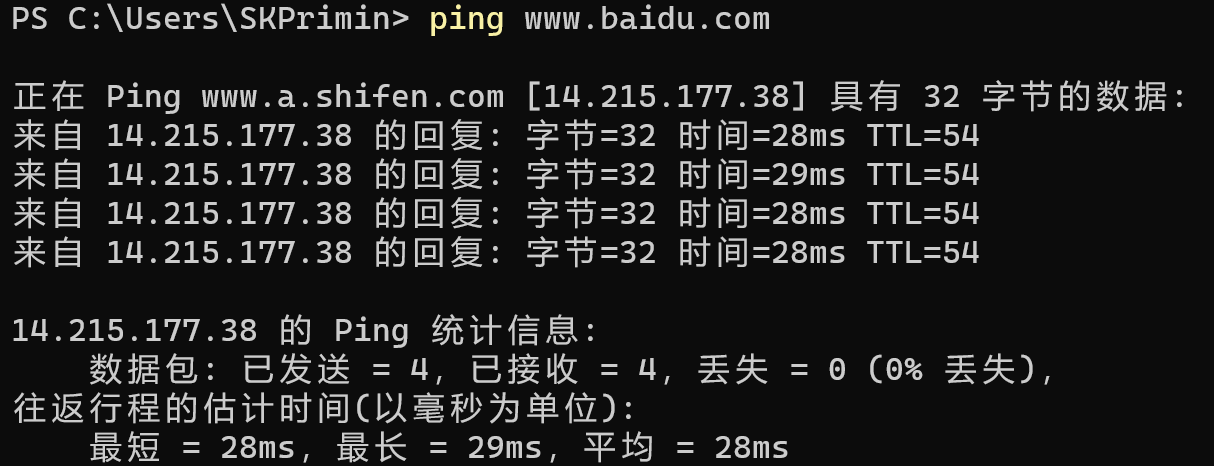 PS C:\Users\SKPrimin> ping www.baidu.com
正在 Ping www.a.shifen.com [14.215.177.38] 具有 32 字节的数据:
来自 14.215.177.38 的回复: 字节=32 时间=28ms TTL=54
来自 14.215.177.38 的回复: 字节=32 时间=29ms TTL=54
来自 14.215.177.38 的回复: 字节=32 时间=28ms TTL=54
来自 14.215.177.38 的回复: 字节=32 时间=28ms TTL=54
14.215.177.38 的 Ping 统计信息:
    数据包: 已发送 = 4, 已接收 = 4, 丢失 = 0 (0% 丢失),
往返行程的估计时间(以毫秒为单位):
    最短 = 28ms, 最长 = 29ms, 平均 = 28ms